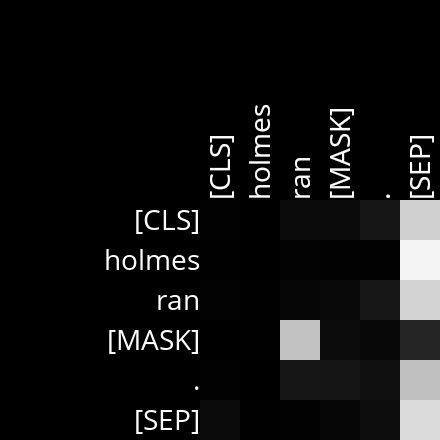 [CLS] holmes ran [MASK] . [SEP]
[CLS]
holmes
ran
[MASK]
.
[SEP]